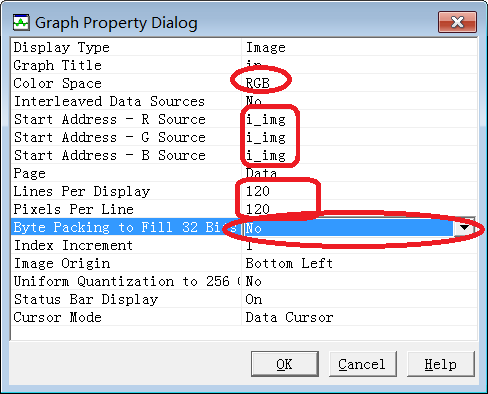 Graph Property Dialog
Display Type Image
Graph Title in
Color Space RGB
Interleaved Data Sources No
Start Address - R Source i_img
Start Address - G Source i_img
Start Address - B Source i_img
Page Data
Lines Per Display 120
Pixels Per Line 120
Byte Packing to Fill 32 Bits No
Index Increment 1
Image Origin Bottom Left
Uniform Quantization to 256 No
Status Bar Display On
Cursor Mode Data Cursor
OK Cancel Help